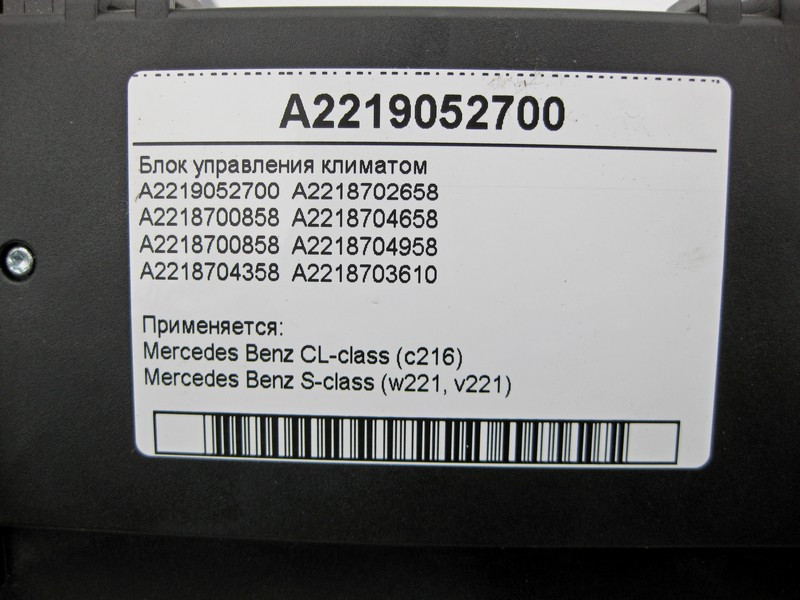 A2219052700
Блок управления климатом
A2219052700 A2218702658
A2218700858 A2218704658
A2218700858 A2218704958
A2218704358 A2218703610
Применяется:
Mercedes Benz CL-class (c216)
Mercedes Benz S-class (w221, v221)